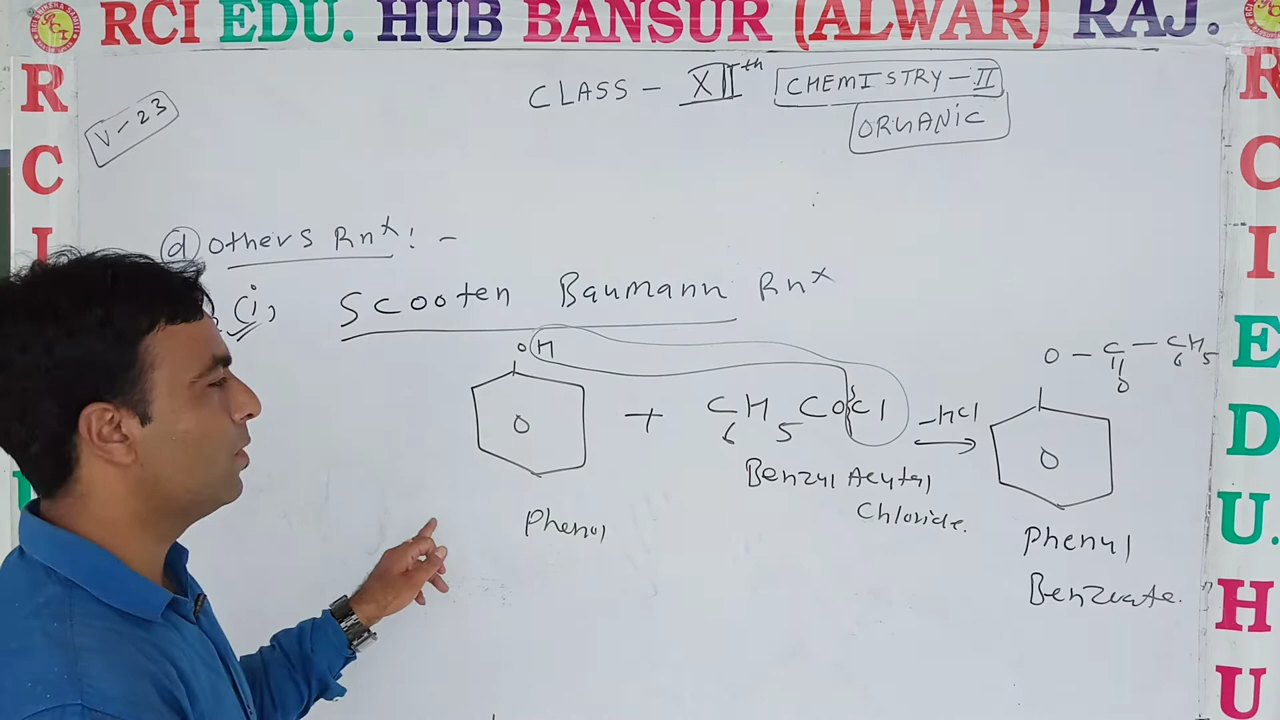 RCI EDU. HUB BANSUR (ALWAR) RAJ.
R
C
I
U
R
C
I
E
D
U.
H
U
V-23
CLASS - XIIth CHEMISTRY-II
ORGANIC
(d) Others Rnx :-
(i), Scooten Baumann Rnx
OH
O
+ C6H5COCl
-HCl
O - C - C6H5
O
O
Phenol
Benzyl
Chloride.
Phenyl
Benzoate.